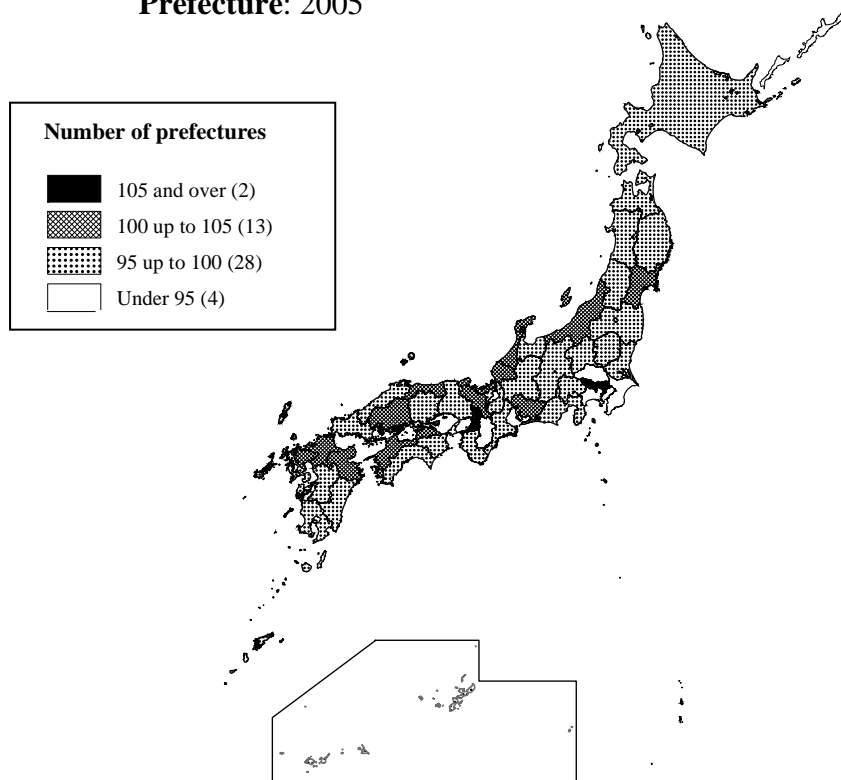 Prefecture: 2005
Number of prefectures
105 and over (2)
100 up to 105 (13)
95 up to 100 (28)
Under 95 (4)